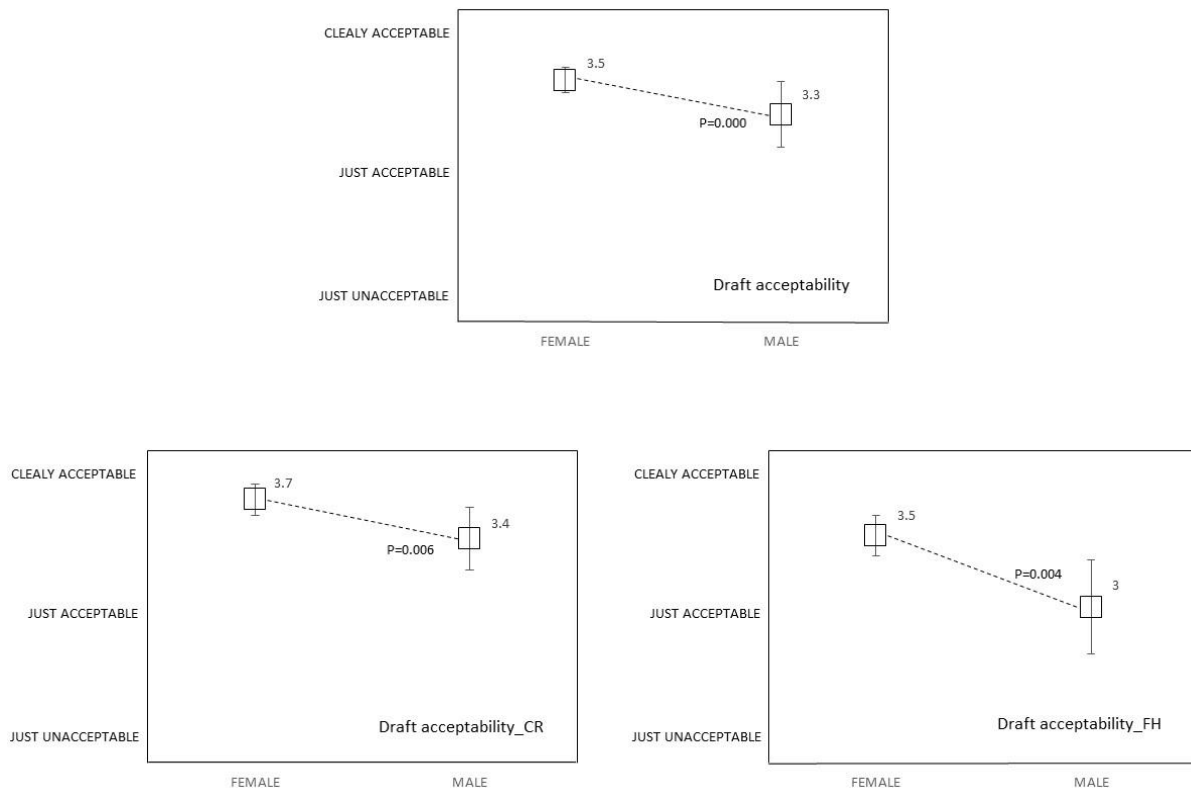 CLEALY ACCEPTABLE
3.5
3.3
P=0.000
JUST ACCEPTABLE
Draft acceptability
JUST UNACCEPTABLE
FEMALE
MALE
CLEALY ACCEPTABLE
3.7
3.4
P=0.006
JUST ACCEPTABLE
Draft acceptability_CR
JUST UNACCEPTABLE
FEMALE
MALE
CLEALY ACCEPTABLE
3.5
P=0.004
3
JUST ACCEPTABLE
Draft acceptability_FH
JUST UNACCEPTABLE
FEMALE
MALE